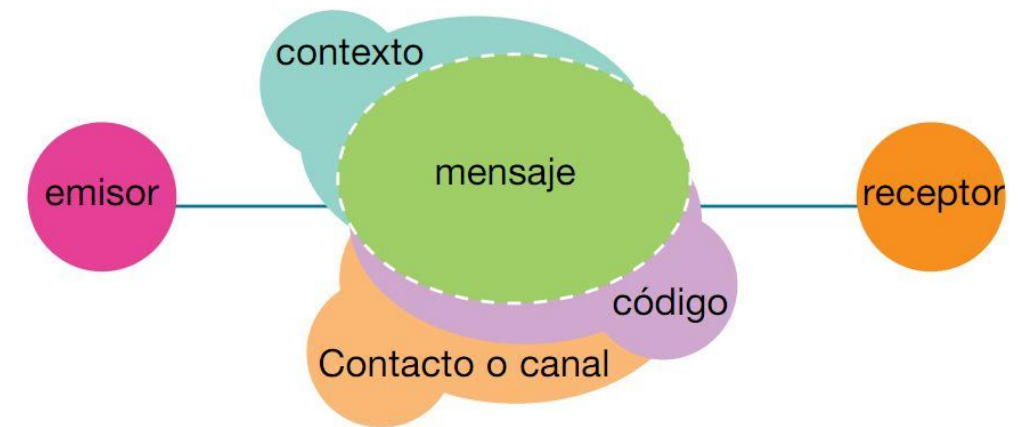 contexto
mensaje
emisor
receptor
código
Contacto o canal